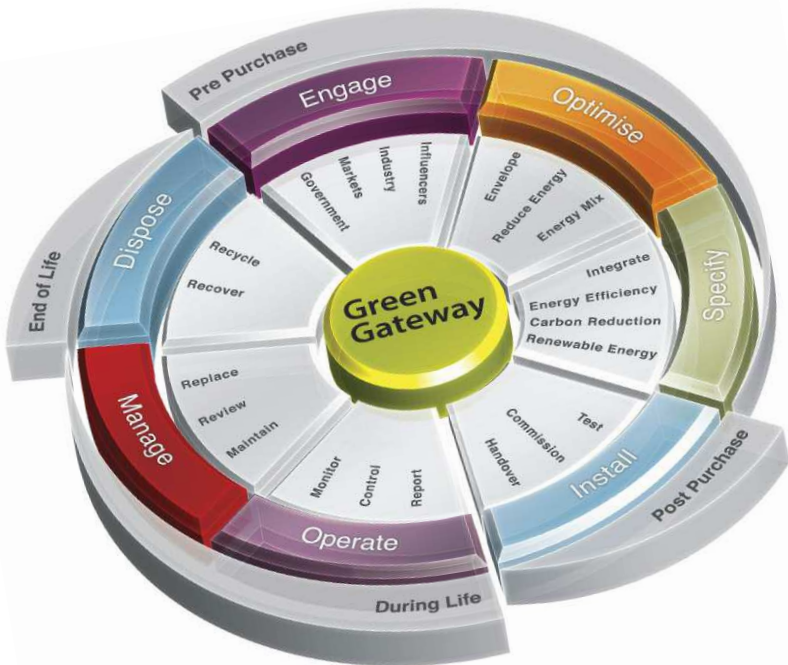 Pre Purchase
Engage
Government
Markets
Industry
Influencers
Optimise
Envelope
Reduce Energy
Energy Mix
Specify
Integrate
Energy Efficiency
Carbon Reduction
Renewable Energy
Post Purchase
Install
Test
Commission
Handover
During Life
Operate
Monitor
Control
Report
Manage
Replace
Review
Maintain
End of Life
Dispose
Recycle
Recover
Green
Gateway